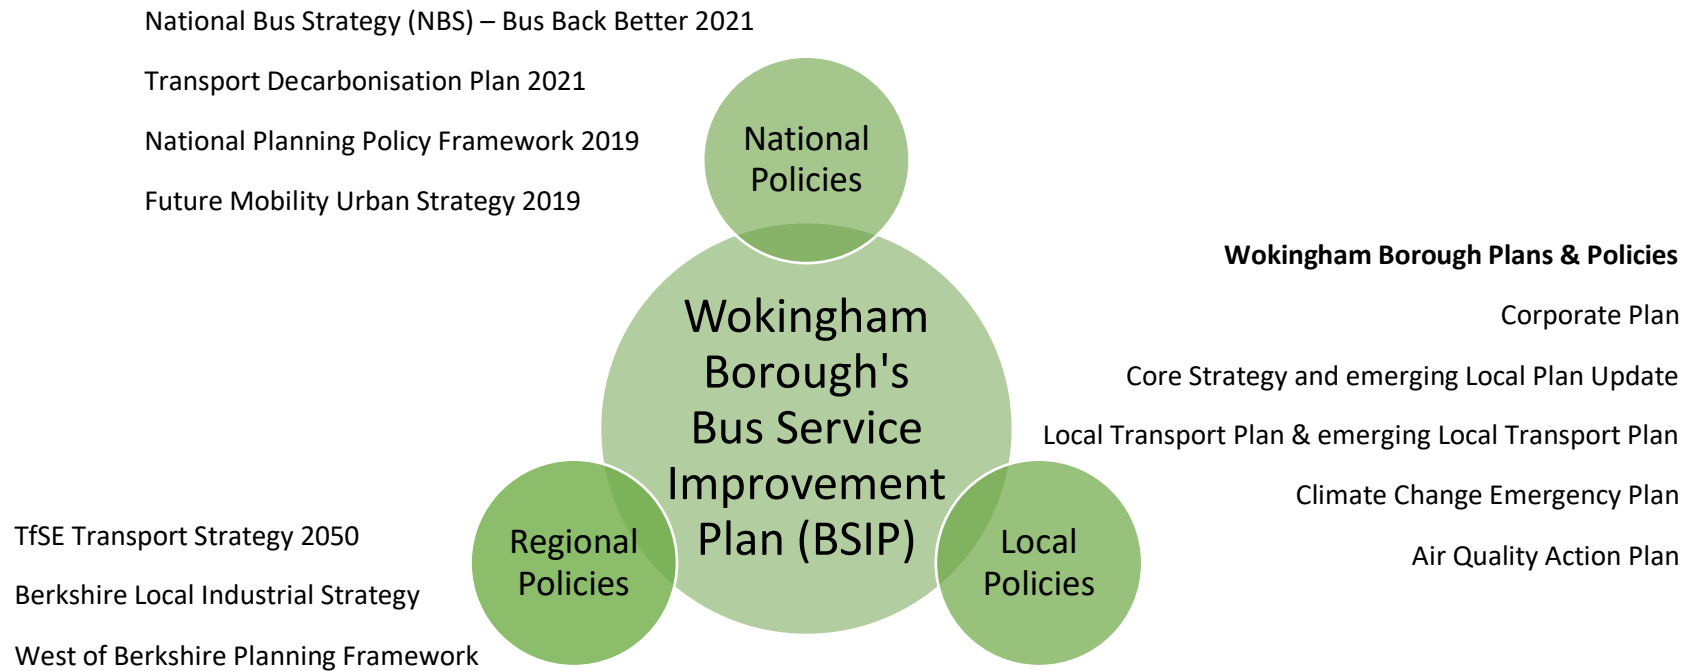 National Bus Strategy (NBS) – Bus Back Better 2021
Transport Decarbonisation Plan 2021
National Planning Policy Framework 2019
Future Mobility Urban Strategy 2019
National
Policies
Wokingham Borough Plans & Policies
Corporate Plan
Core Strategy and emerging Local Plan Update
Local Transport Plan & emerging Local Transport Plan
Climate Change Emergency Plan
Air Quality Action Plan
Wokingham
Borough's
Bus Service
Improvement
Plan (BSIP)
Regional
Policies
Local
Policies
TfSE Transport Strategy 2050
Berkshire Local Industrial Strategy
West of Berkshire Planning Framework